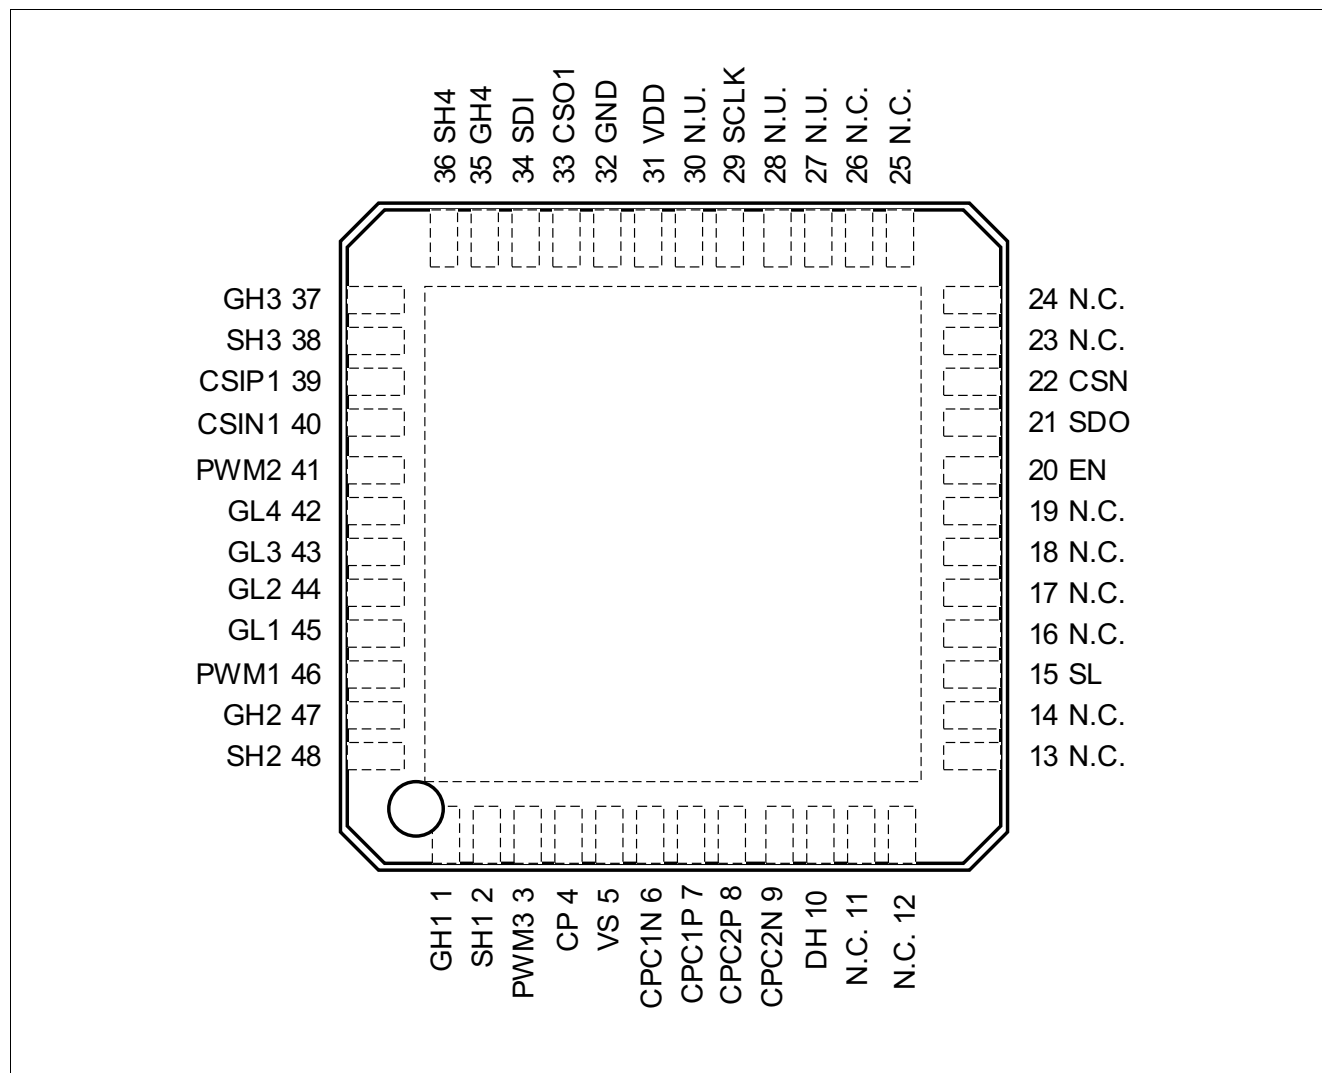 36 SH4
35 GH4
34 SDI
33 CSO1
32 GND
31 VDD
30 N.U.
29 SCLK
28 N.U.
27 N.U.
26 N.C.
25 N.C.
GH3 37
SH3 38
CSIP1 39
CSIN1 40
PWM2 41
GL4 42
GL3 43
GL2 44
GL1 45
PWM1 46
GH2 47
SH2 48
24 N.C.
23 N.C.
22 CSN
21 SDO
20 EN
19 N.C.
18 N.C.
17 N.C.
16 N.C.
15 SL
14 N.C.
13 N.C.
GH1 1
SH1 2
PWM3 3
CP 4
VS 5
CPC1N 6
CPC1P 7
CPC2P 8
CPC2N 9
DH 10
N.C. 11
N.C. 12